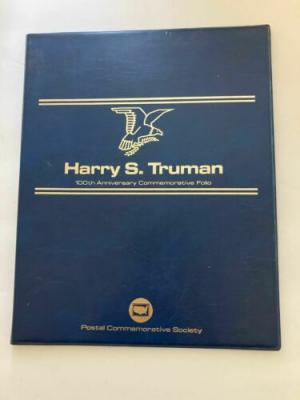 Harry S. Truman
100th Anniversary Commemorative Folio
Postal Commemorative Society